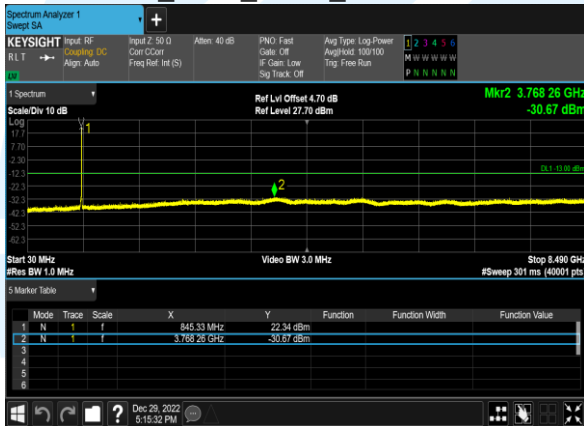 Spectrum Analyzer 1
Swept SA
KEYSIGHT Input: RF Input Z: 50 Ω Atten: 40 dB PNO: Fast Avg Type: Log-Power 1 2 3 4 5 6
RLT Coupling: DC Corr CCorr Gate: Off Avg|Hold: 100/100 M W W W W W
Align: Auto Freq Ref: Int (S) IF Gain: Low Trig: Free Run
Sig Track: Off P N N N N N
1 Spectrum Ref Lvl Offset 4.70 dB Mkr2 3.768 26 GHz
Scale/Div 10 dB Ref Level 27.70 dBm -30.67 dBm
Log
1
17.7
7.70
-2.30
DL1 -13.00 dBm
-12.3
2
-22.3
-32.3
-42.3
-52.3
-62.3
Start 30 MHz Video BW 3.0 MHz Stop 8.490 GHz
#Res BW 1.0 MHz #Sweep 301 ms (40001 pts
5 Marker Table
Mode Trace Scale X Y Function Function Width Function Value
1 N 1 f 845.33 MHz 22.34 dBm
2 N 1 f 3.768 26 GHz -30.67 dBm
3
4
5
6
? Dec 29, 2022
5:15:32 PM